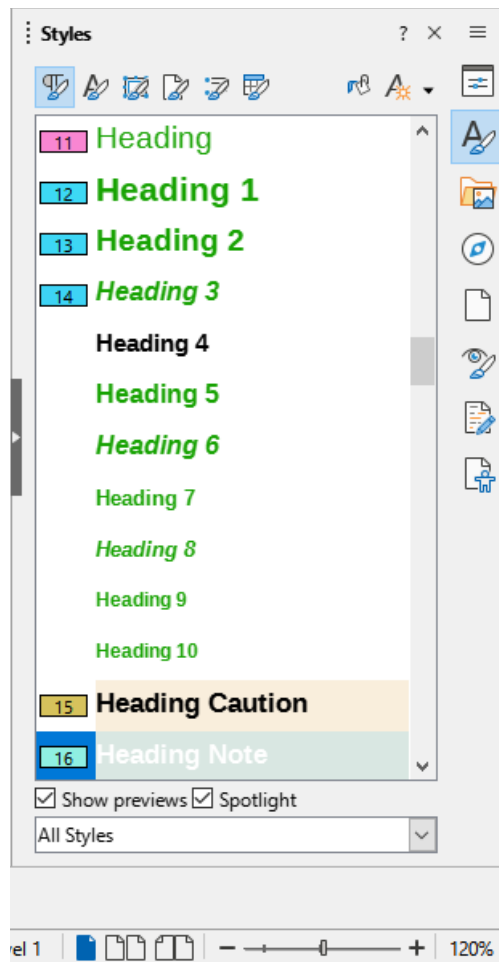 Styles ?
11 Heading
12 Heading 1
13 Heading 2
14 Heading 3
Heading 4
Heading 5
Heading 6
Heading 7
Heading 8
Heading 9
Heading 10
15 Heading Caution
16 Heading Note
Show previews Spotlight
All Styles
el 1 120%